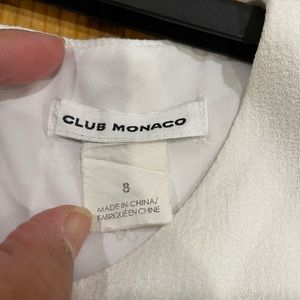 CLUB MONACO
8
MADE IN CHINA/
FABRIQUÉ EN CHINE